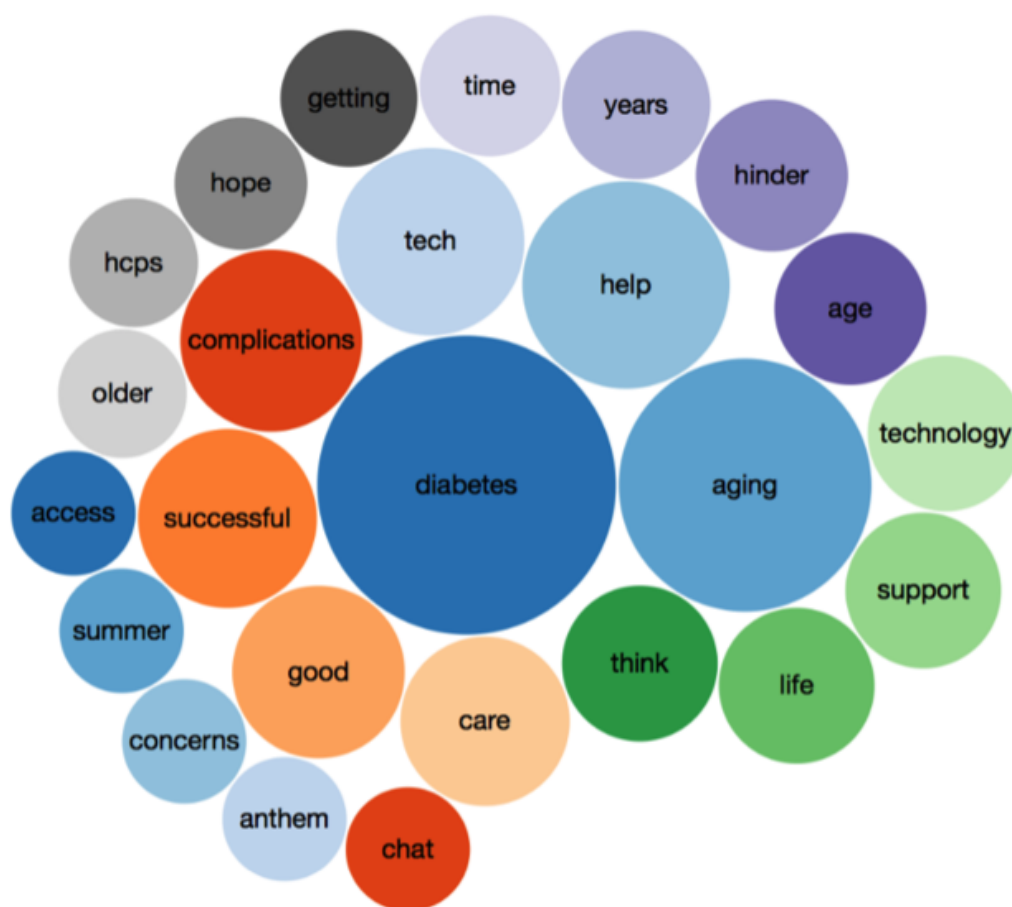 time
getting
years
hinder
hope
tech
hcps
help
age
complications
older
technology
diabetes
aging
access
successful
support
summer
think
good
life
care
concerns
anthem
chat